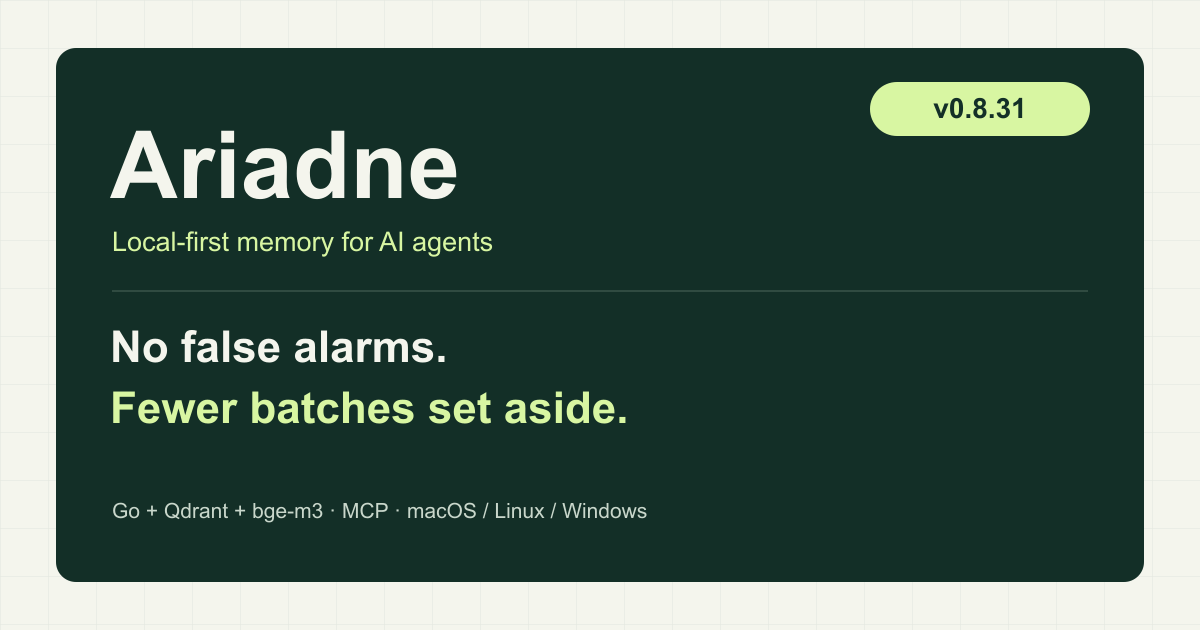 v0.8.31
Ariadne
Local-first memory for AI agents
No false alarms.
Fewer batches set aside.
Go + Qdrant + bge-m3 · MCP · macOS / Linux / Windows